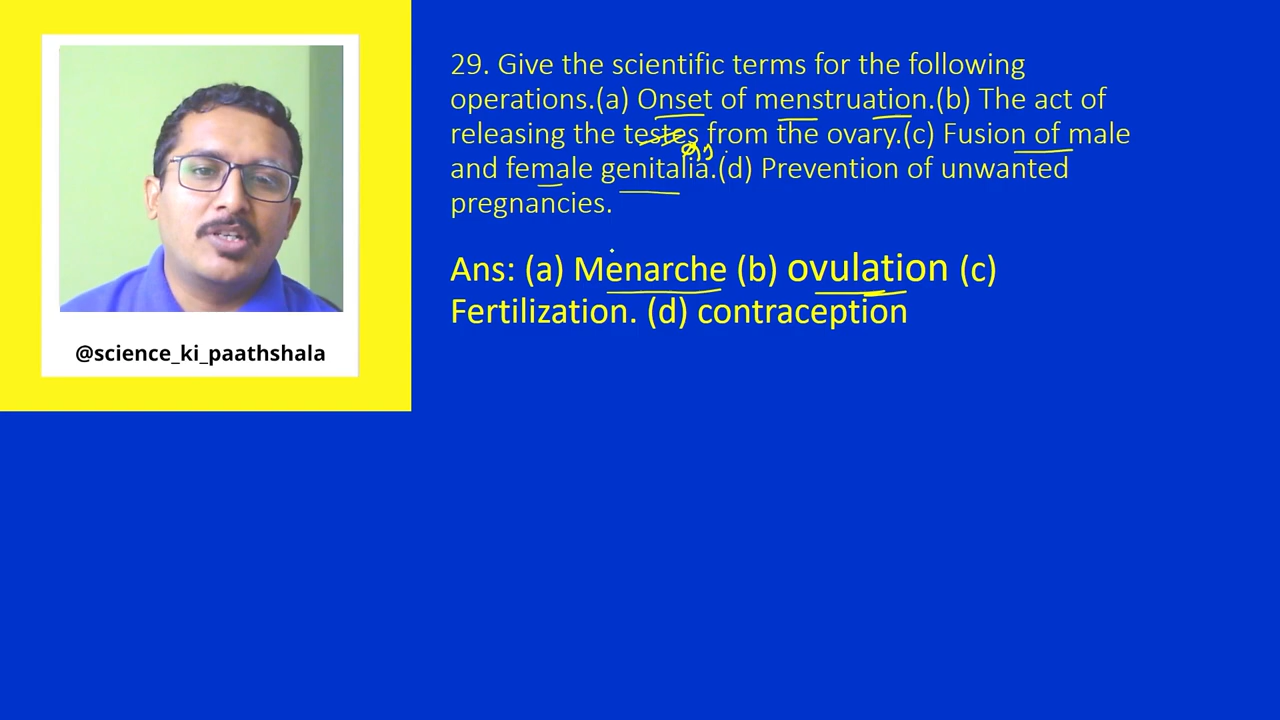 29. Give the scientific terms for the following
operations.(a) Onset of menstruation.(b) The act of
releasing the testes from the ovary.(c) Fusion of male
and female genitalia.(d) Prevention of unwanted
pregnancies.
Ans: (a) Menarche (b) ovulation (c)
Fertilization. (d) contraception
@science_ki_paathshala